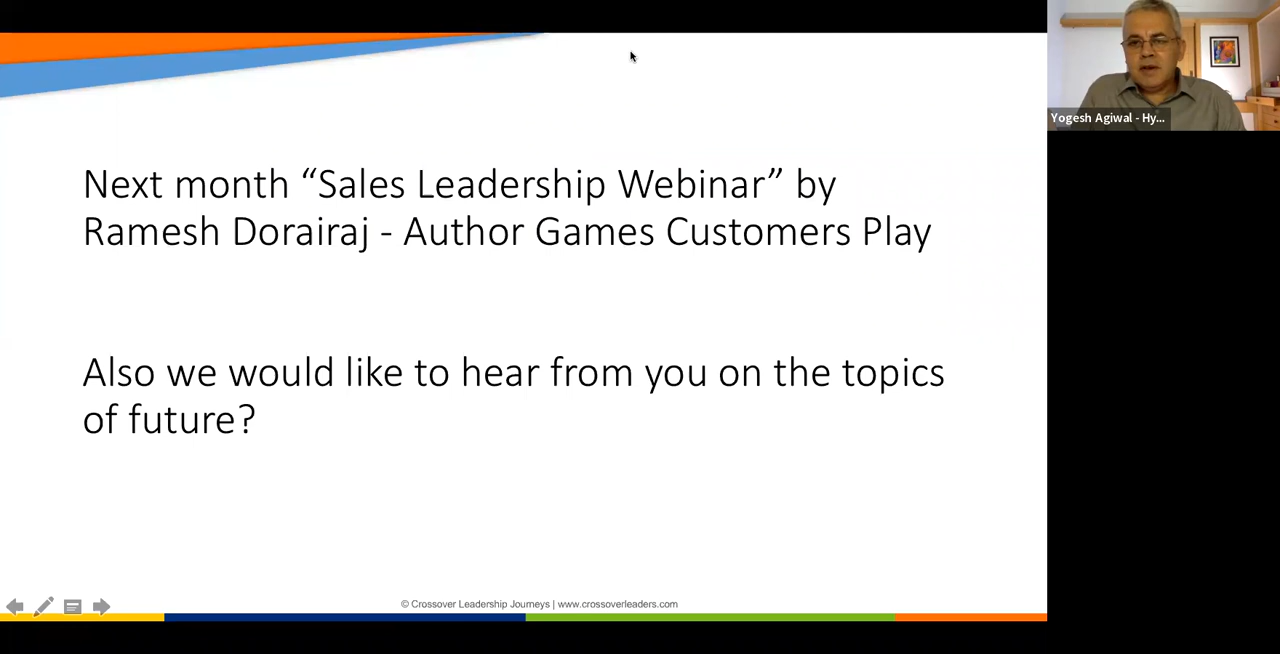 Next month “Sales Leadership Webinar” by
Ramesh Dorairaj - Author Games Customers Play
Also we would like to hear from you on the topics
of future?
© Crossover Leadership Journeys | www.crossoverleaders.com
Yogesh Agiwal - Hy...